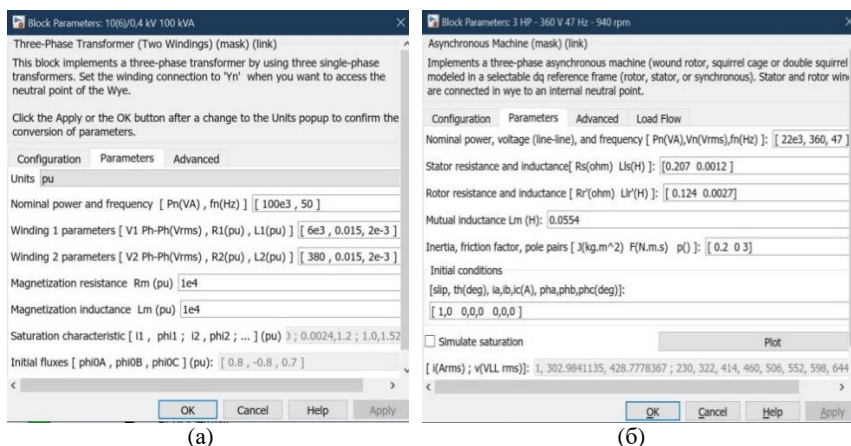 Block Parameters: 10(6)/0,4 kV 100 kVA
Three-Phase Transformer (Two Windings) (mask) (link)
This block implements a three-phase transformer by using three single-phase
transformers. Set the winding connection to 'Yn' when you want to access the
neutral point of the Wye.
Click the Apply or the OK button after a change to the Units popup to confirm the
conversion of parameters.
Configuration Parameters Advanced
Units pu
Nominal power and frequency [ Pn(VA) , fn(Hz) ] [ 100e3 , 50 ]
Winding 1 parameters [ V1 Ph-Ph(Vrms) , R1(pu) , L1(pu) ] [ 6e3 , 0.015, 2e-3 ]
Winding 2 parameters [ V2 Ph-Ph(Vrms) , R2(pu) , L2(pu) ] [ 380 , 0.015, 2e-3 ]
Magnetization resistance Rm (pu) 1e4
Magnetization inductance Lm (pu) 1e4
Saturation characteristic [ i1 , phi1 ; i2 , phi2 ; ... ] (pu) ; 0.0024,1.2 ; 1.0,1.52
Initial fluxes [ phi0A , phi0B , phi0C ] (pu): [ 0.8 , -0.8 , 0.7 ]
OK Cancel Help Apply
(а)
Block Parameters: 3 HP - 360 V 47 Hz - 940 rpm
Asynchronous Machine (mask) (link)
Implements a three-phase asynchronous machine (wound rotor, squirrel cage or double squirrel
modeled in a selectable dq reference frame (rotor, stator, or synchronous). Stator and rotor win
are connected in wye to an internal neutral point.
Configuration Parameters Advanced Load Flow
Nominal power, voltage (line-line), and frequency [ Pn(VA),Vn(Vrms),fn(Hz) ]: [ 22e3, 360, 47 ]
Stator resistance and inductance[ Rs(ohm) Lls(H) ]: [0.207 0.0012 ]
Rotor resistance and inductance [ Rr'(ohm) Llr'(H) ]: [ 0.124 0.0027]
Mutual inductance Lm (H): 0.0554
Inertia, friction factor, pole pairs [ J(kg.m^2) F(N.m.s) p() ]: [ 0.2 0 3]
Initial conditions
[slip, th(deg), ia,ib,ic(A), pha,phb,phc(deg)]:
[ 1,0 0,0,0 0,0,0 ]
Simulate saturation Plot
[ i(Arms) ; v(VLL rms)]: 1, 302.9841135, 428.7778367 ; 230, 322, 414, 460, 506, 552, 598, 644
OK Cancel Help Apply
(б)